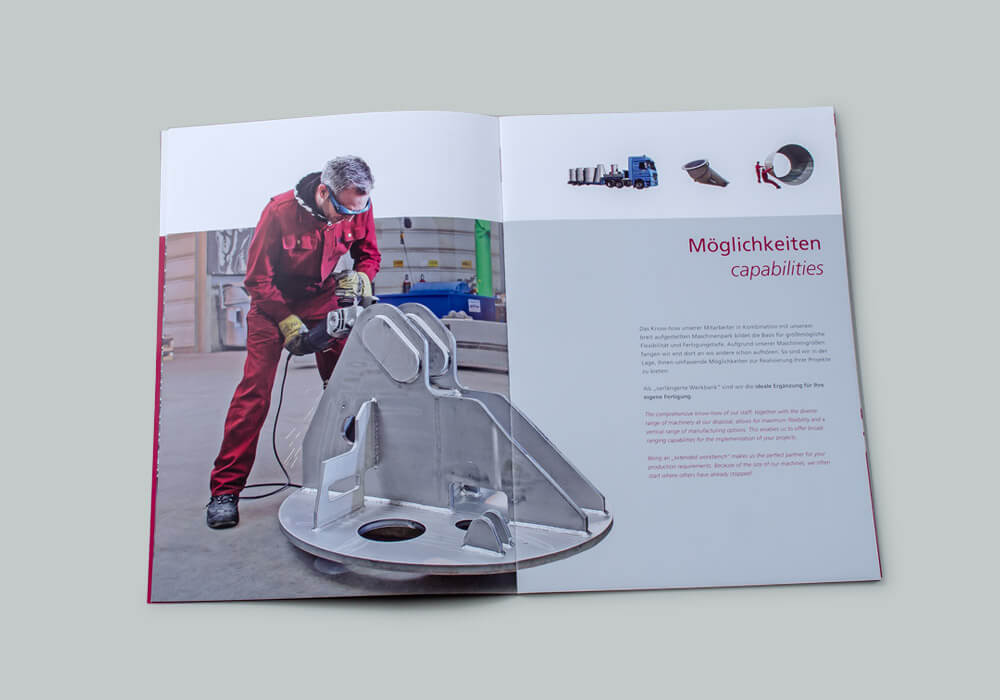 Möglichkeiten
capabilities
Das Know-how unserer Mitarbeiter in Kombination mit unserem
breit aufgestellten Maschinenpark bildet die Basis für größtmögliche
Flexibilität und Fertigungstiefe. Aufgrund unserer Maschinengrößen
fangen wir erst dort an wo andere schon aufhören. So sind wir in der
Lage, Ihnen umfassende Möglichkeiten zur Realisierung Ihrer Projekte
zu bieten.
Als „verlängerte Werkbank“ sind wir die ideale Ergänzung für Ihre
eigene Fertigung.
The comprehensive know-how of our staff, together with the diverse
range of machinery at our disposal, allows for maximum flexibility and a
vertical range of manufacturing options. This enables us to offer broad-
ranging capabilities for the implementation of your projects.
Being an „extended workbench“ makes us the perfect partner for your
production requirements. Because of the size of our machines, we often
start where others have already stopped!